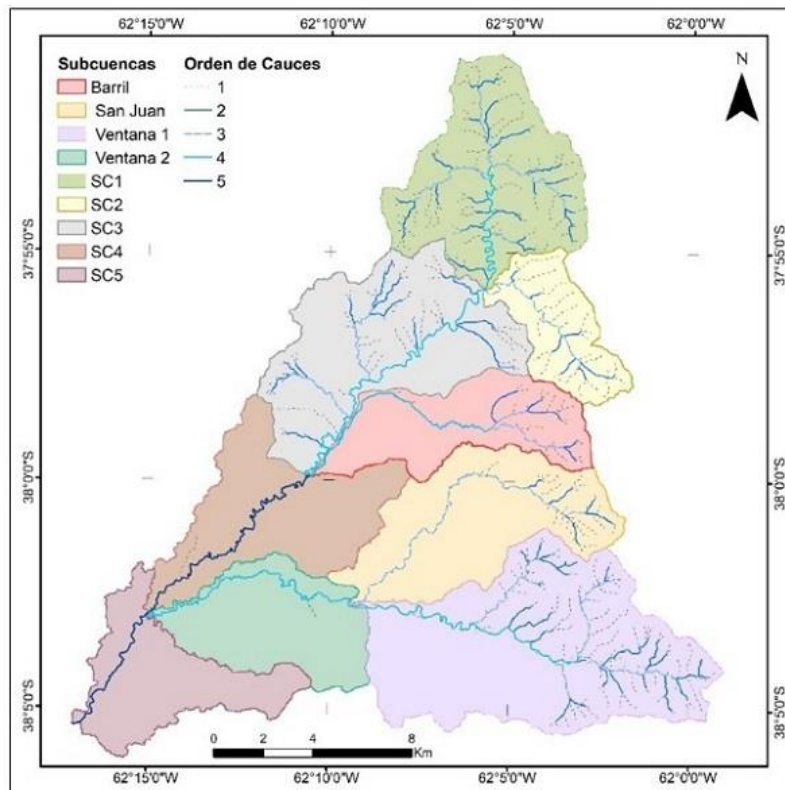 62°15'0"W 62°10'0"W 62°5'0"W 62°0'0"W
Subcuencas
Barril
San Juan
Ventana 1
Ventana 2
SC1
SC2
SC3
SC4
SC5
Orden de Cauces
1
2
3
4
5
N
37°55'0"S
37°55'0"S
38°0'0"S
38°0'0"S
38°5'0"S
38°5'0"S
0 2 4 8
Km
62°15'0"W 62°10'0"W 62°5'0"W 62°0'0"W